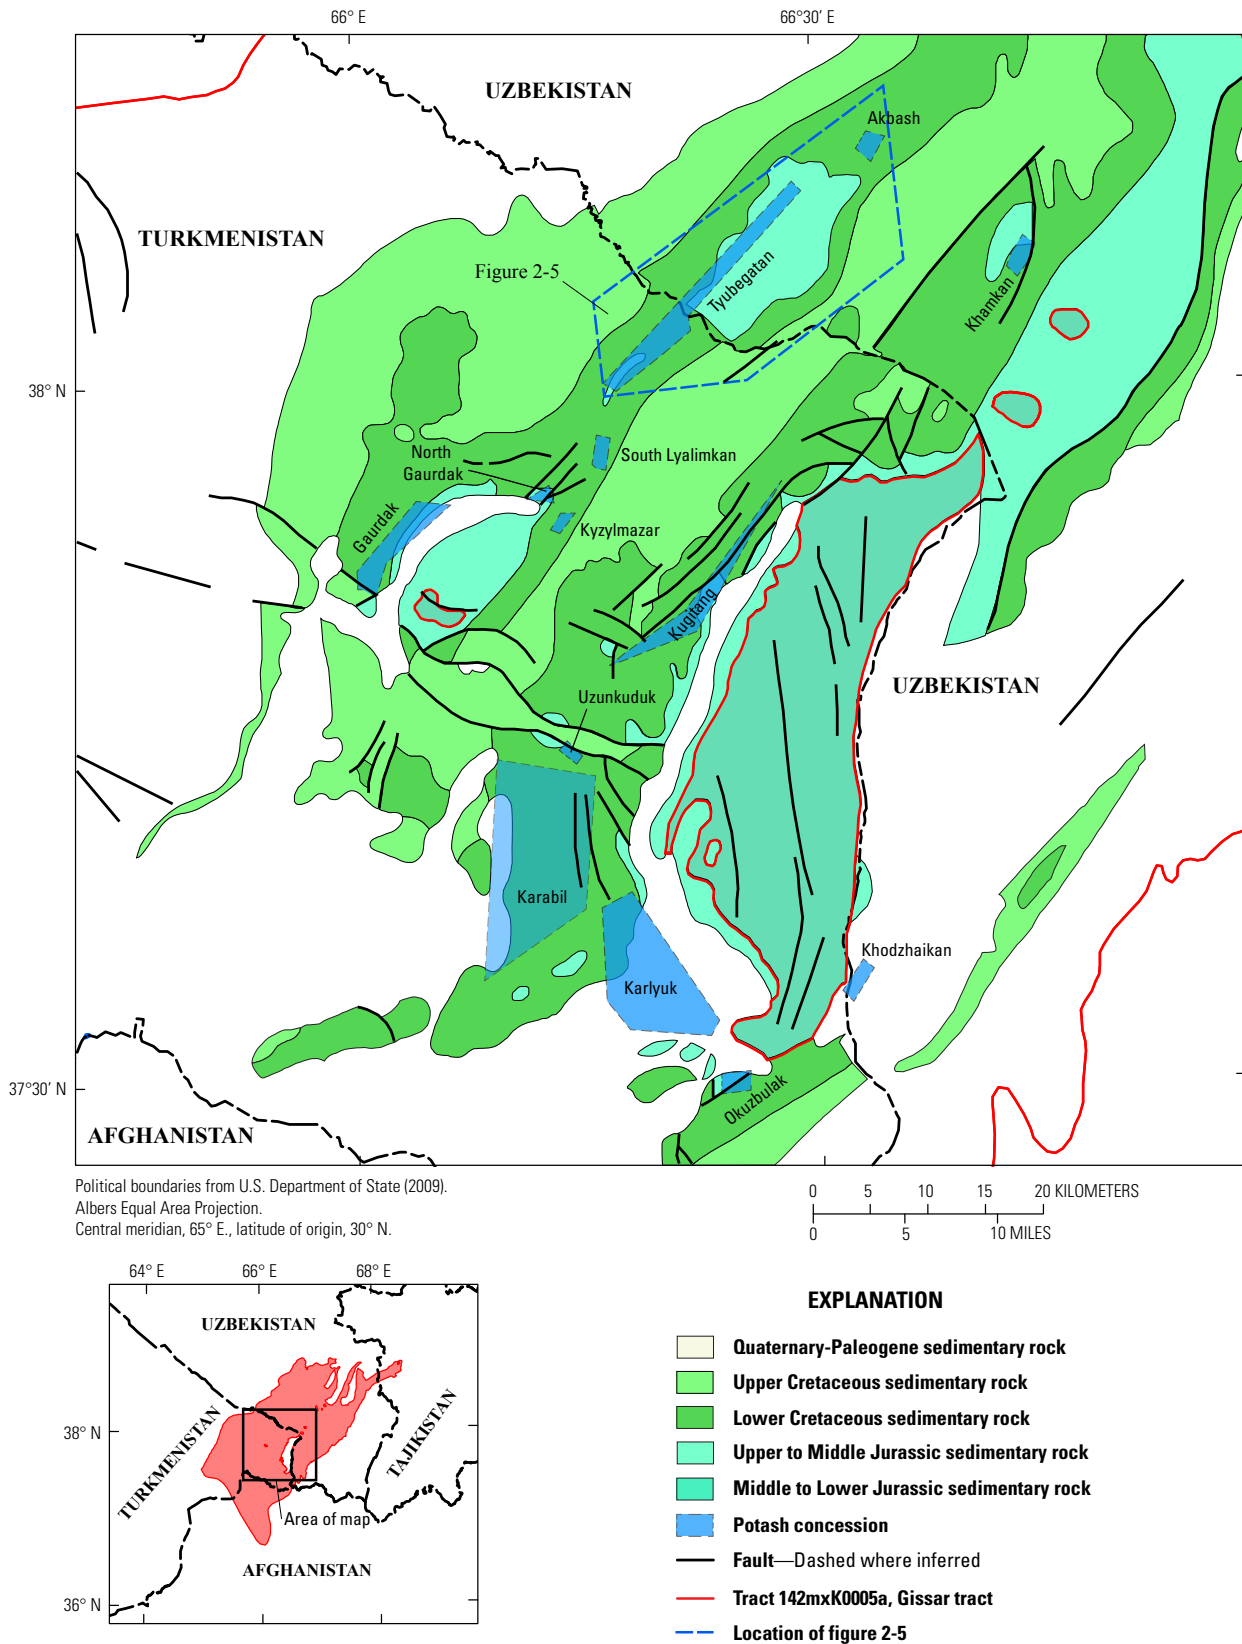 66° E
66°30′ E
UZBEKISTAN
Akbash
TURKMENISTAN
Figure 2-5
Tyubegatan
Khamkan
38° N
North
Gaurdak
South Lyalimkan
Gaurdak
Kyzylmazar
Kugitang
UZBEKISTAN
Uzunkuduk
Karabil
Khodzhaikan
Karlyuk
37°30′ N
Okuzbulak
AFGHANISTAN
Political boundaries from U.S. Department of State (2009).
Albers Equal Area Projection.
Central meridian, 65° E., latitude of origin, 30° N.
0 5 10 15 20 KILOMETERS
0 5 10 MILES
64° E 66° E 68° E
UZBEKISTAN
38° N
TURKMENISTAN
TAJIKISTAN
Area of map
AFGHANISTAN
36° N
EXPLANATION
Quaternary-Paleogene sedimentary rock
Upper Cretaceous sedimentary rock
Lower Cretaceous sedimentary rock
Upper to Middle Jurassic sedimentary rock
Middle to Lower Jurassic sedimentary rock
Potash concession
Fault—Dashed where inferred
Tract 142mxK0005a, Gissar tract
Location of figure 2-5